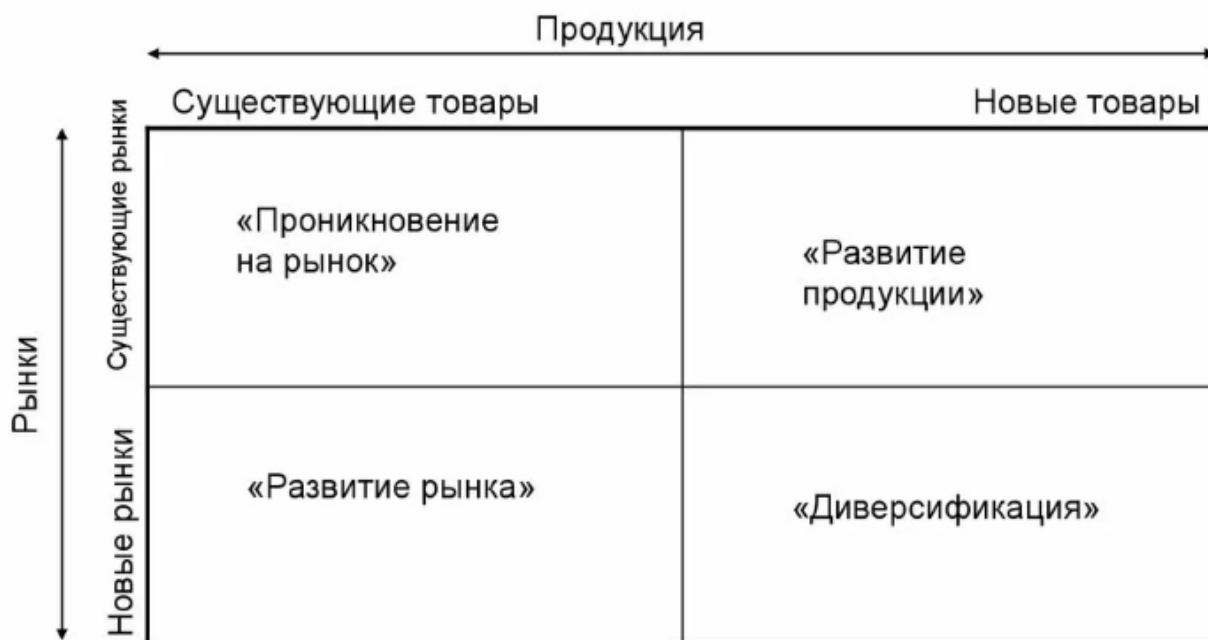 Продукция
Существующие товары
Новые товары
Рынки
Существующие рынки
«Проникновение
на рынок»
«Развитие
продукции»
Новые рынки
«Развитие рынка»
«Диверсификация»